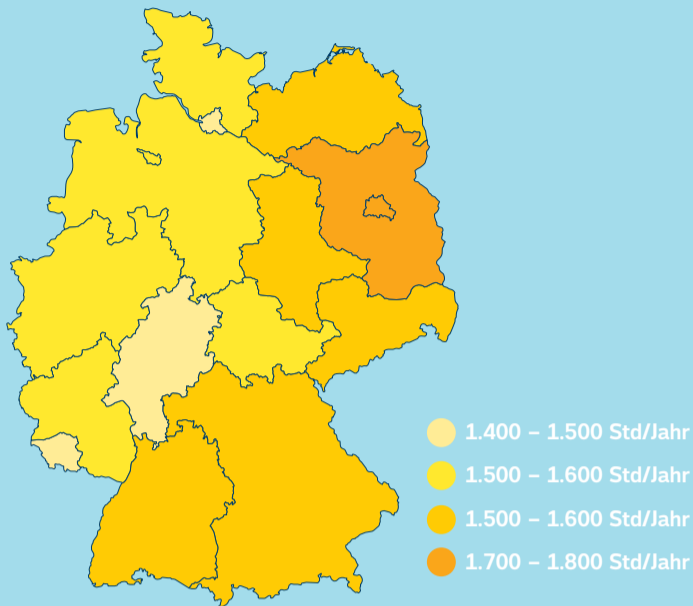 1.400 – 1.500 Std/Jahr
1.500 – 1.600 Std/Jahr
1.500 – 1.600 Std/Jahr
1.700 – 1.800 Std/Jahr